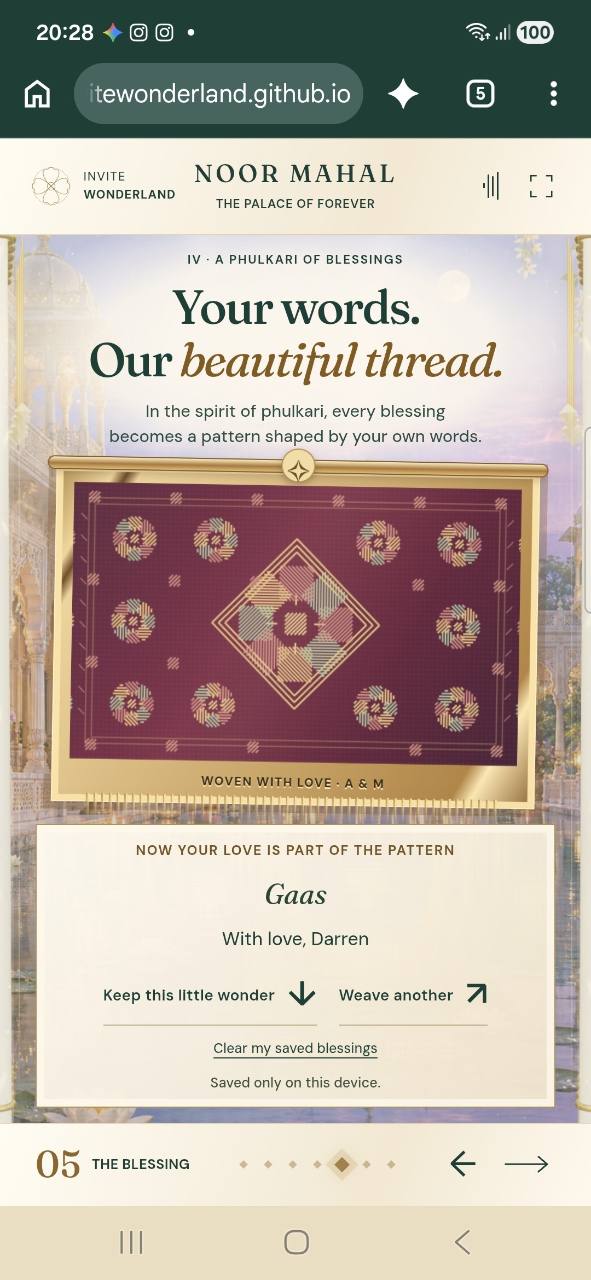 20:28
100
itewonderland.github.io
5
INVITE
WONDERLAND
NOOR MAHAL
THE PALACE OF FOREVER
IV · A PHULKARI OF BLESSINGS
Your words.
Our beautiful thread.
In the spirit of phulkari, every blessing
becomes a pattern shaped by your own words.
WOVEN WITH LOVE · A & M
NOW YOUR LOVE IS PART OF THE PATTERN
Gaas
With love, Darren
Keep this little wonder
Weave another
Clear my saved blessings
Saved only on this device.
05 THE BLESSING